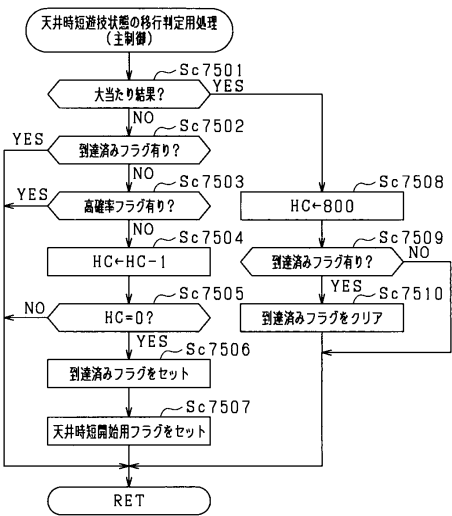 天井時短遊技状態の移行判定用処理
(主制御)
Sc7501
大当たり結果?
YES
NO
Sc7502
YES
到達済みフラグ有り?
NO
Sc7503
YES
高確率フラグ有り?
NO
Sc7504
HC←HC-1
Sc7505
NO
HC=0?
YES
Sc7506
到達済みフラグをセット
Sc7507
天井時短開始用フラグをセット
Sc7508
HC←800
Sc7509
到達済みフラグ有り?
NO
YES
Sc7510
到達済みフラグをクリア
RET